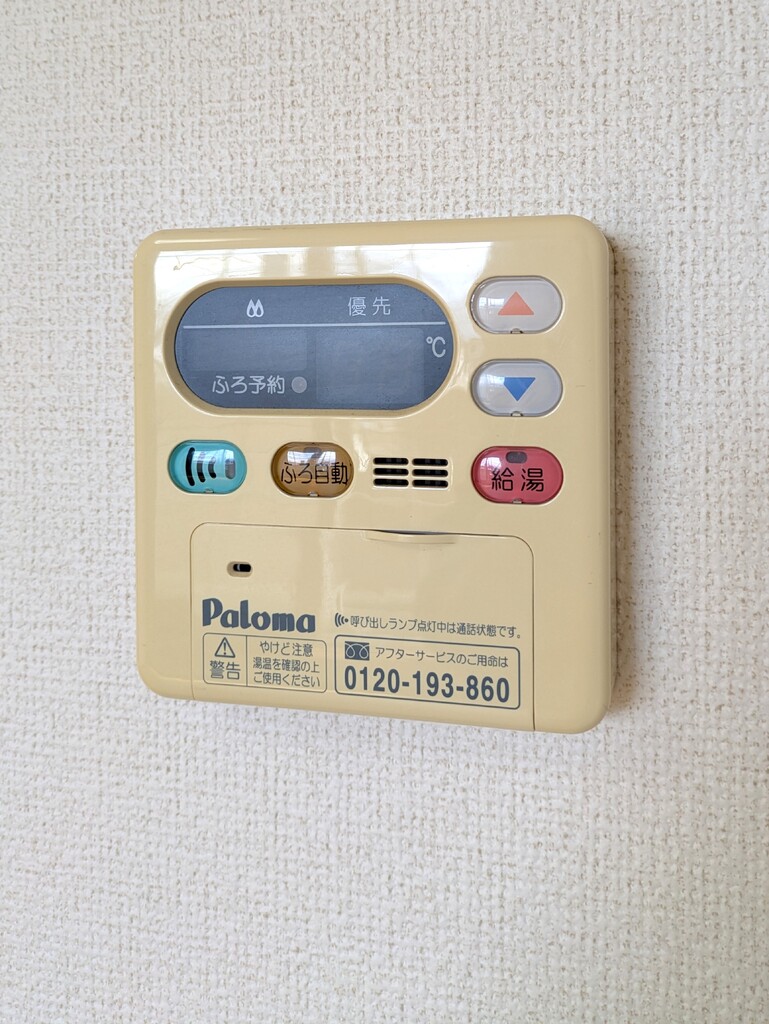 優先
℃
ふろ予約
ふろ自動
給湯
Paloma
呼び出しランプ点灯中は通話状態です。
警告
やけど注意
湯温を確認の上
ご使用ください
アフターサービスのご用命は
0120-193-860